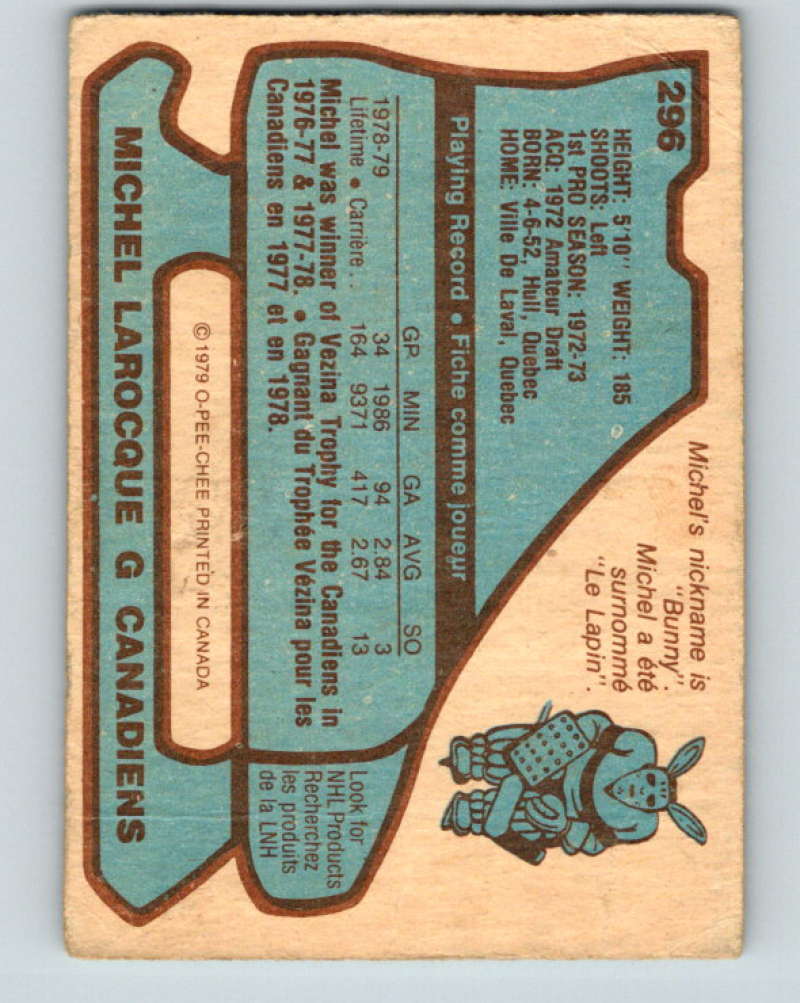 296
HEIGHT: 5'10" WEIGHT: 185
SHOOTS: Left
1st PRO SEASON: 1972-73
ACQ: 1972 Amateur Draft
BORN: 4-6-52, Hull, Quebec
HOME: Ville De Laval, Quebec
Michel's nickname is
"Bunny".
Michel a été
surnommé
"Le Lapin".
Playing Record • Fiche comme joueur
GP MIN GA AVG SO
1978-79 34 1986 94 2.84 3
Lifetime • Carrière . . 164 9371 417 2.67 13
Michel was winner of Vezina Trophy for the Canadiens in
1976-77 & 1977-78. • Gagnant du Trophée Vézina pour les
Canadiens en 1977 et en 1978.
Look for
NHL Products
Recherchez
les produits
de la LNH
© 1979 O-PEE-CHEE PRINTED IN CANADA
MICHEL LAROCQUE G CANADIENS